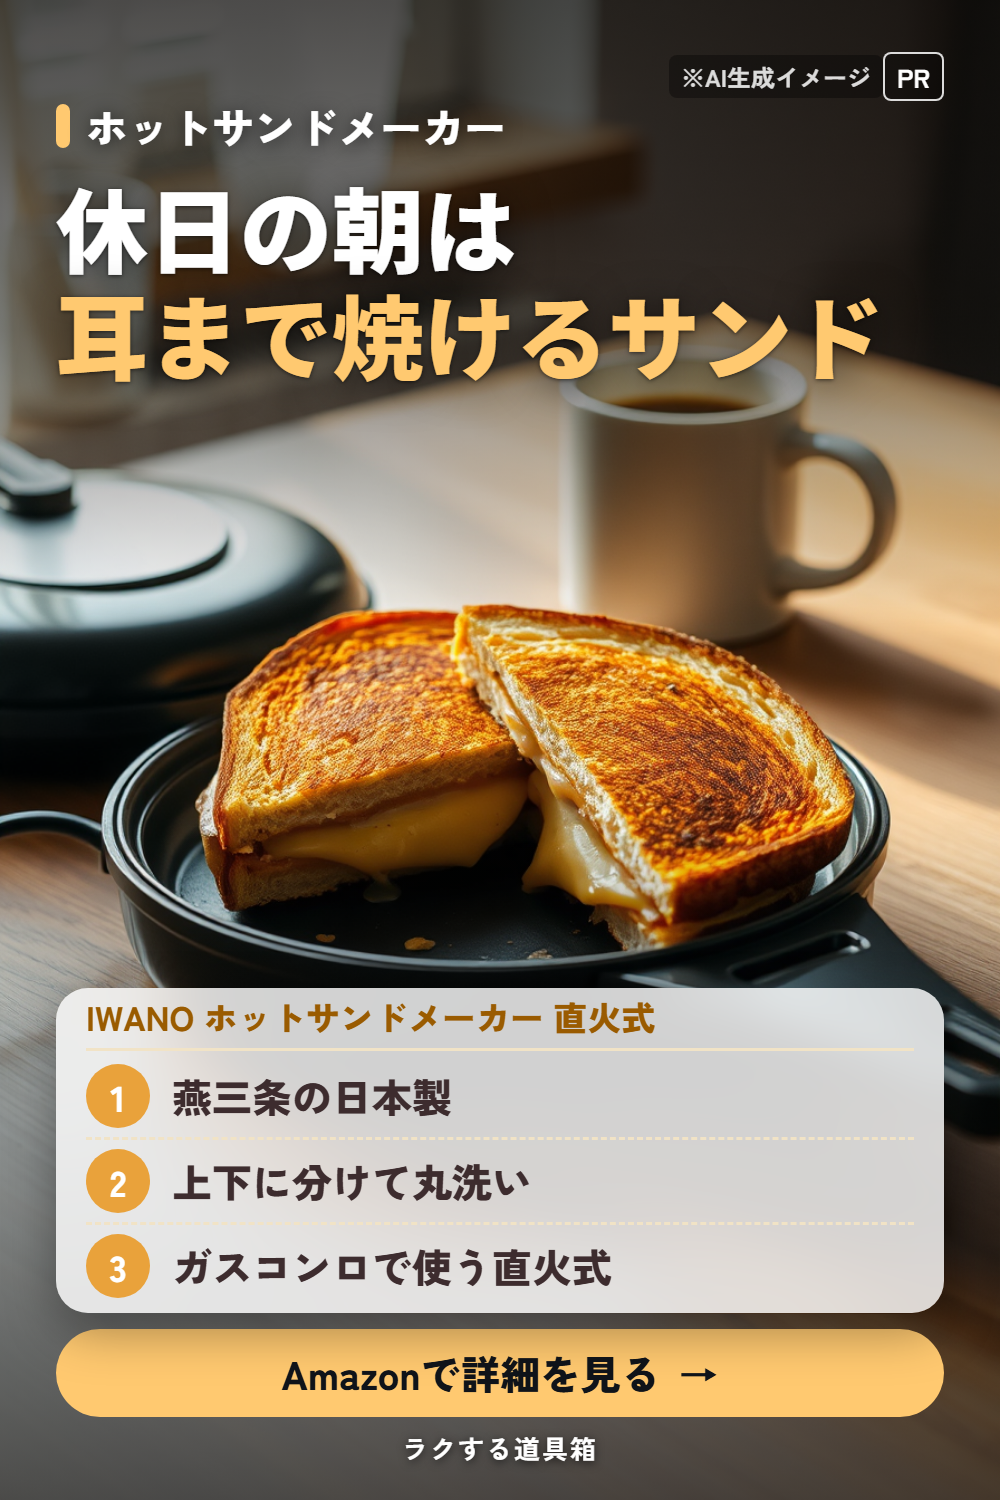 ※AI生成イメージ PR
ホットサンドメーカー
休日の朝は
耳まで焼けるサンド
IWANO ホットサンドメーカー 直火式
1 燕三条の日本製
2 上下に分けて丸洗い
3 ガスコンロで使う直火式
Amazonで詳細を見る →
ラクする道具箱